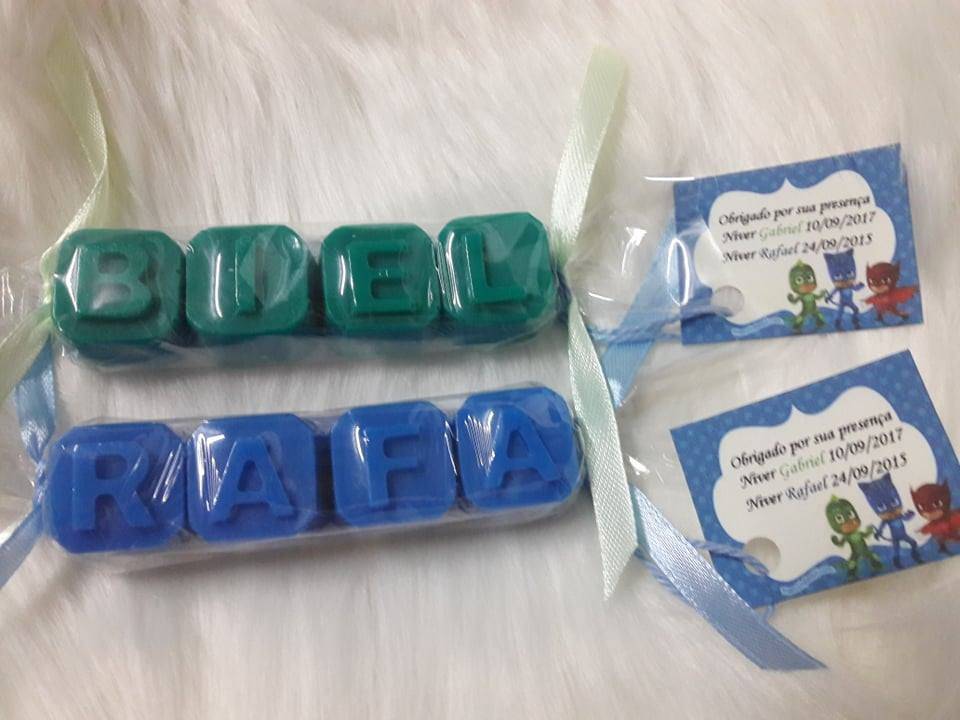 BIEL
RAFA
Obrigado por sua presença
Niver Gabriel 10/09/2017
Niver Rafael 24/09/2015
Obrigado por sua presença
Niver Gabriel 10/09/2017
Niver Rafael 24/09/2015